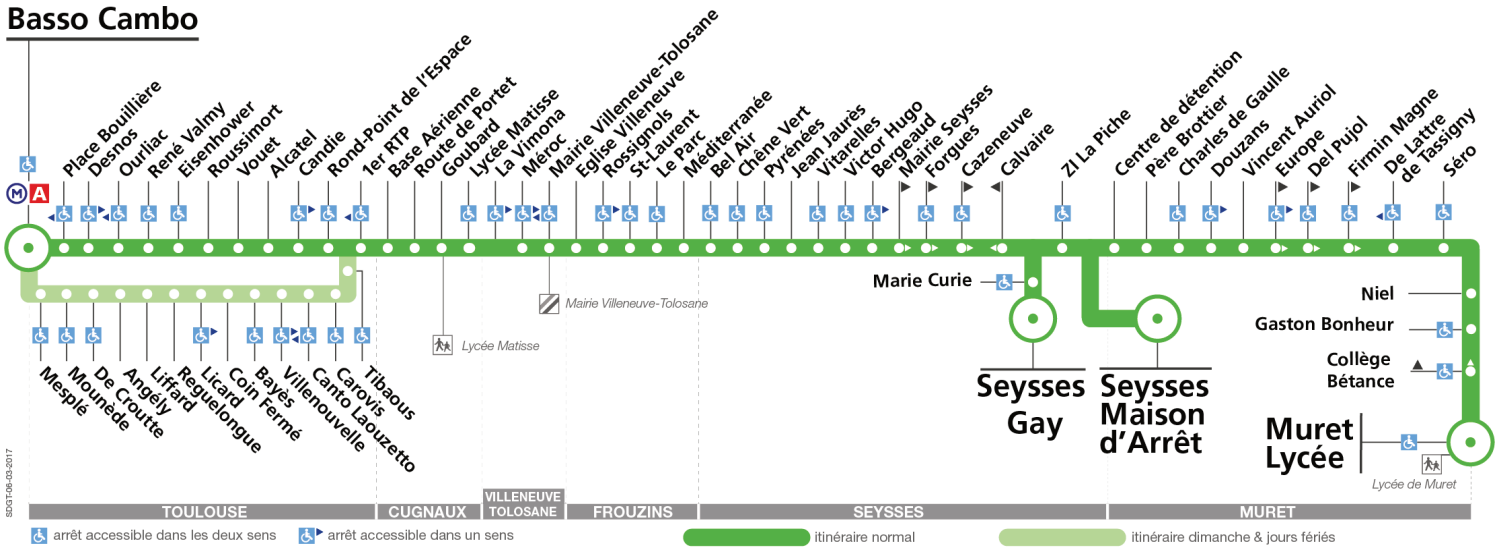 Basso Cambo
M
A
Place Bouillière
Desnos
Ourliac
René Valmy
Eisenhower
Roussimort
Vouet
Alcatel
Candie
Rond-Point de l'Espace
1er RTP
Base Aérienne
Route de Portet
Goubard
Lycée Matisse
La Vimona
Méroc
Mairie Villeneuve-Tolosane
Eglise Villeneuve
Rossignols
St-Laurent
Le Parc
Méditerranée
Bel Air
Chêne Vert
Pyrénées
Jean Jaurès
Vitarelles
Victor Hugo
Bergeaud
Mairie Seysses
Forgues
Cazeneuve
Calvaire
ZI La Piche
Centre de détention
Père Brottier
Charles de Gaulle
Douzans
Vincent Auriol
Europe
Del Pujol
Firmin Magne
De Lattre
de Tassigny
Séro
Marie Curie
Niel
Gaston Bonheur
Collège
Bétance
Mairie Villeneuve-Tolosane
Lycée Matisse
Mesplé
Mounède
De Croutte
Angély
Liffard
Reguelongue
Licard
Coin Fermé
Bayès
Villenouvelle
Canto Laouzetto
Carovis
Tibaous
Seysses
Gay
Seysses
Maison
d'Arrêt
Muret
Lycée
Lycée de Muret
SDGT-06-03-2017
TOULOUSE
CUGNAUX
VILLENEUVE
TOLOSANE
FROUZINS
SEYSSES
MURET
arrêt accessible dans les deux sens
arrêt accessible dans un sens
itinéraire normal
itinéraire dimanche & jours fériés